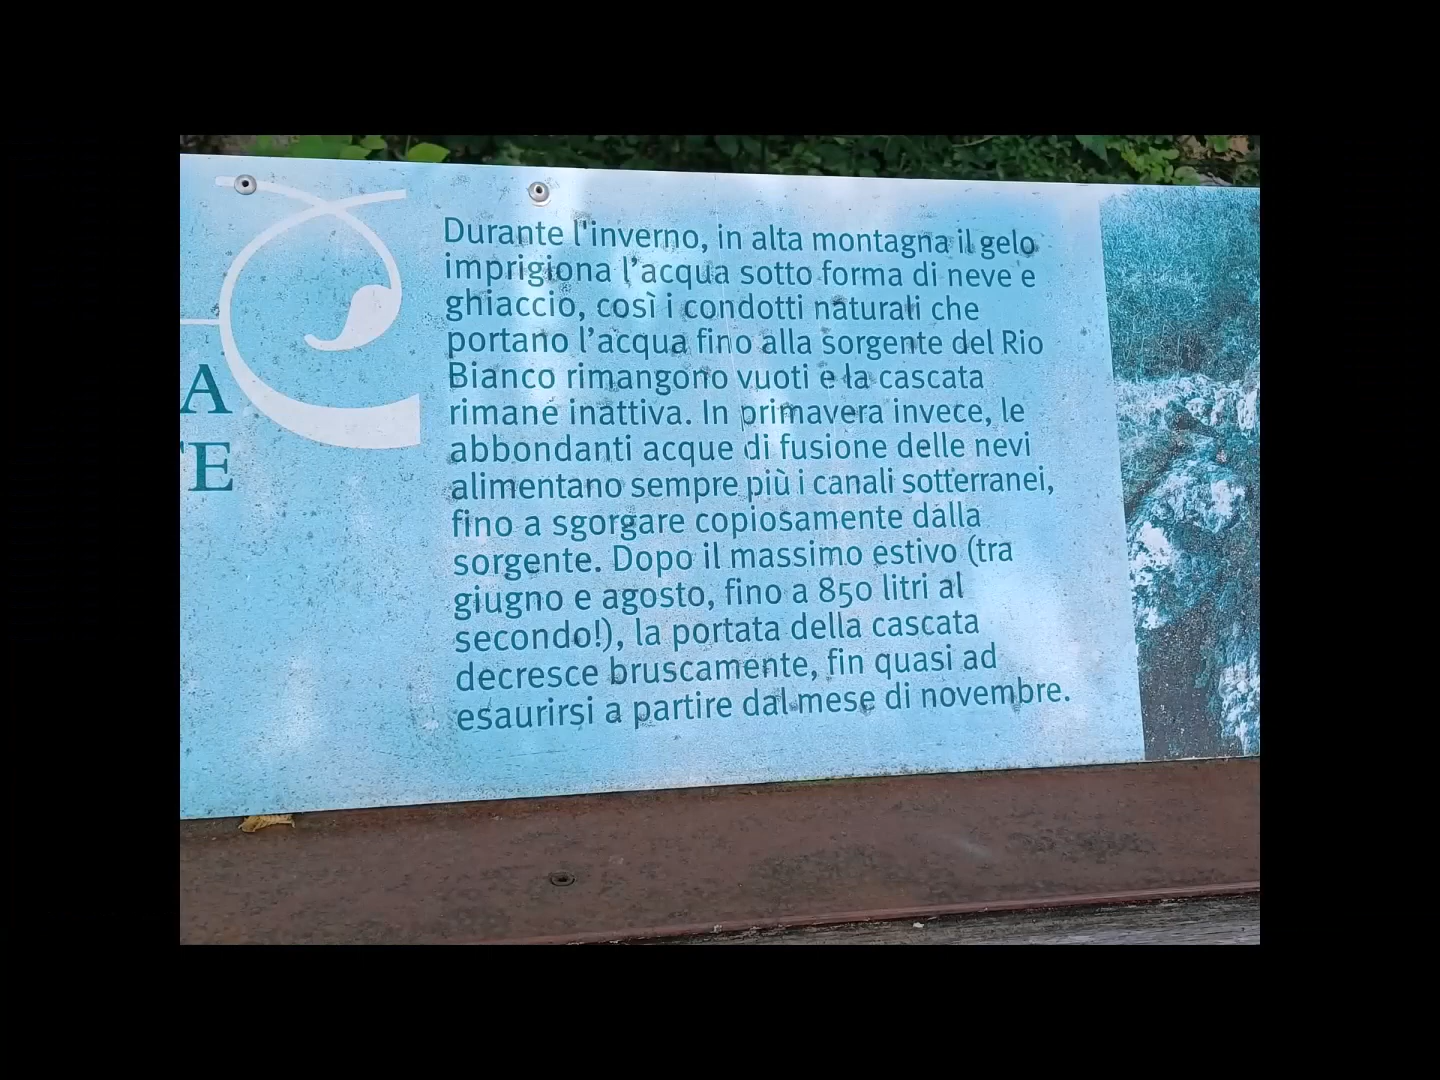 A
TE
Durante l'inverno, in alta montagna il gelo
imprigiona l'acqua sotto forma di neve e
ghiaccio, così i condotti naturali che
portano l'acqua fino alla sorgente del Rio
Bianco rimangono vuoti e la cascata
rimane inattiva. In primavera invece, le
abbondanti acque di fusione delle nevi
alimentano sempre più i canali sotterranei,
fino a sgorgare copiosamente dalla
sorgente. Dopo il massimo estivo (tra
giugno e agosto, fino a 850 litri al
secondo!), la portata della cascata
decresce bruscamente, fin quasi ad
esaurirsi a partire dal mese di novembre.